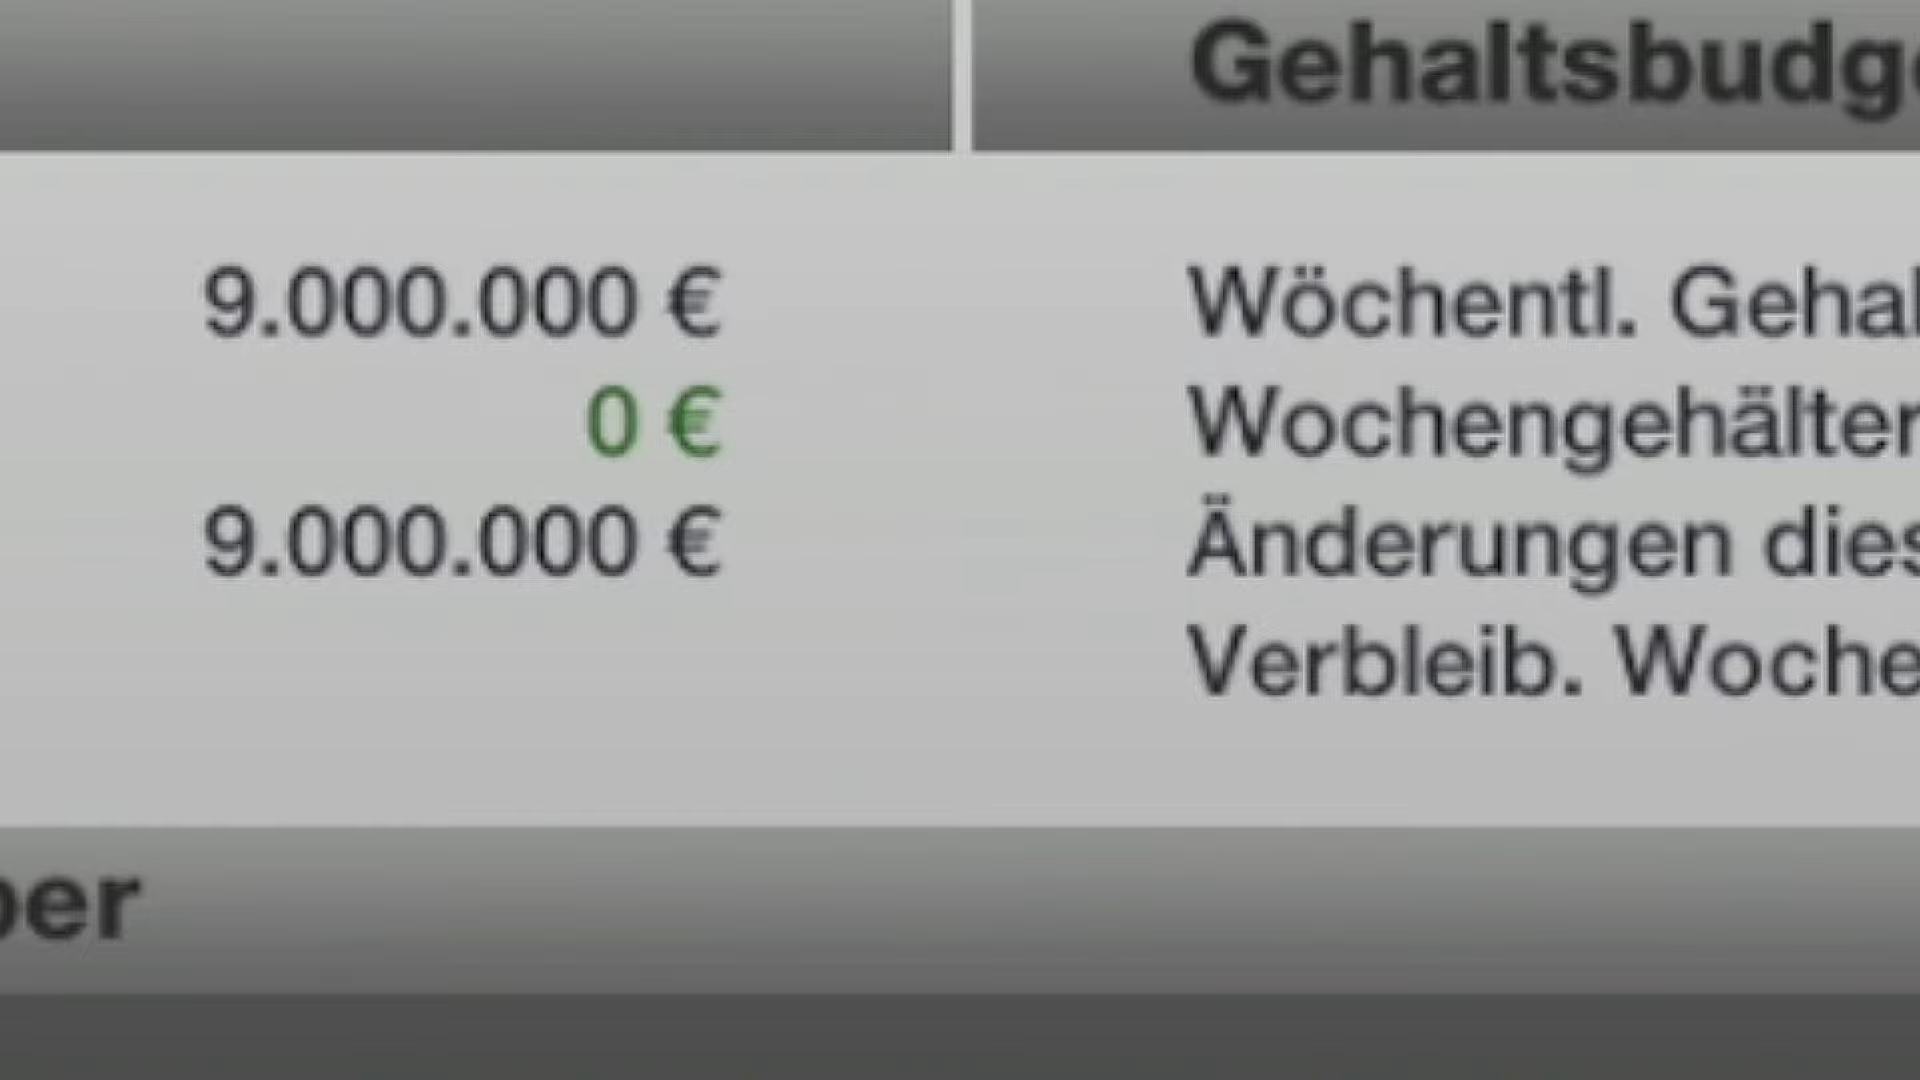 Gehaltsbudg
9.000.000 €
0 €
9.000.000 €
Wöchentl. Gehal
Wochengehälter
Änderungen dies
Verbleib. Woche
ber